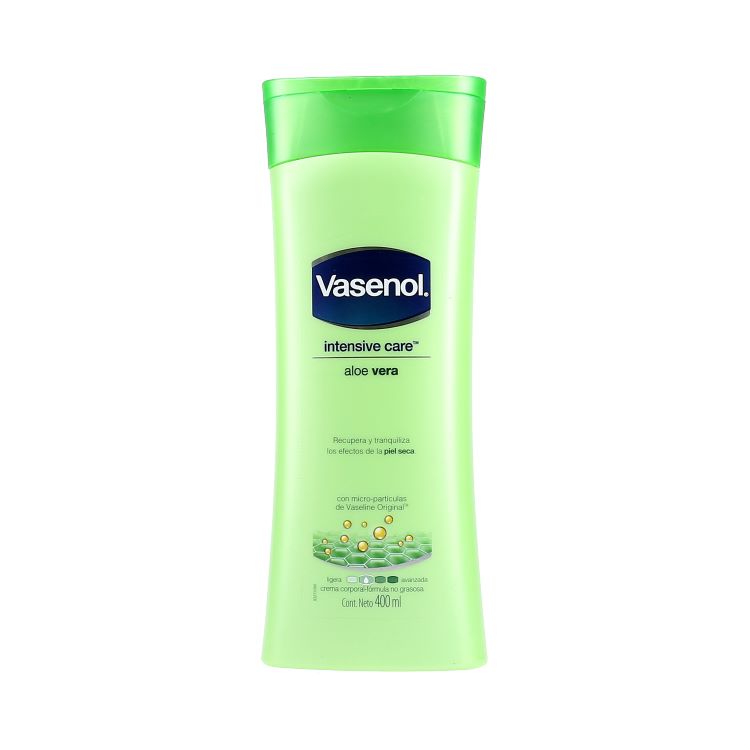 Vasenol.
intensive care™
aloe vera
Recupera y tranquiliza
los efectos de la piel seca.
con micro-partículas
de Vaseline Original™
ligera avanzada
crema corporal-fórmula no grasosa
Cont. Neto 400 ml